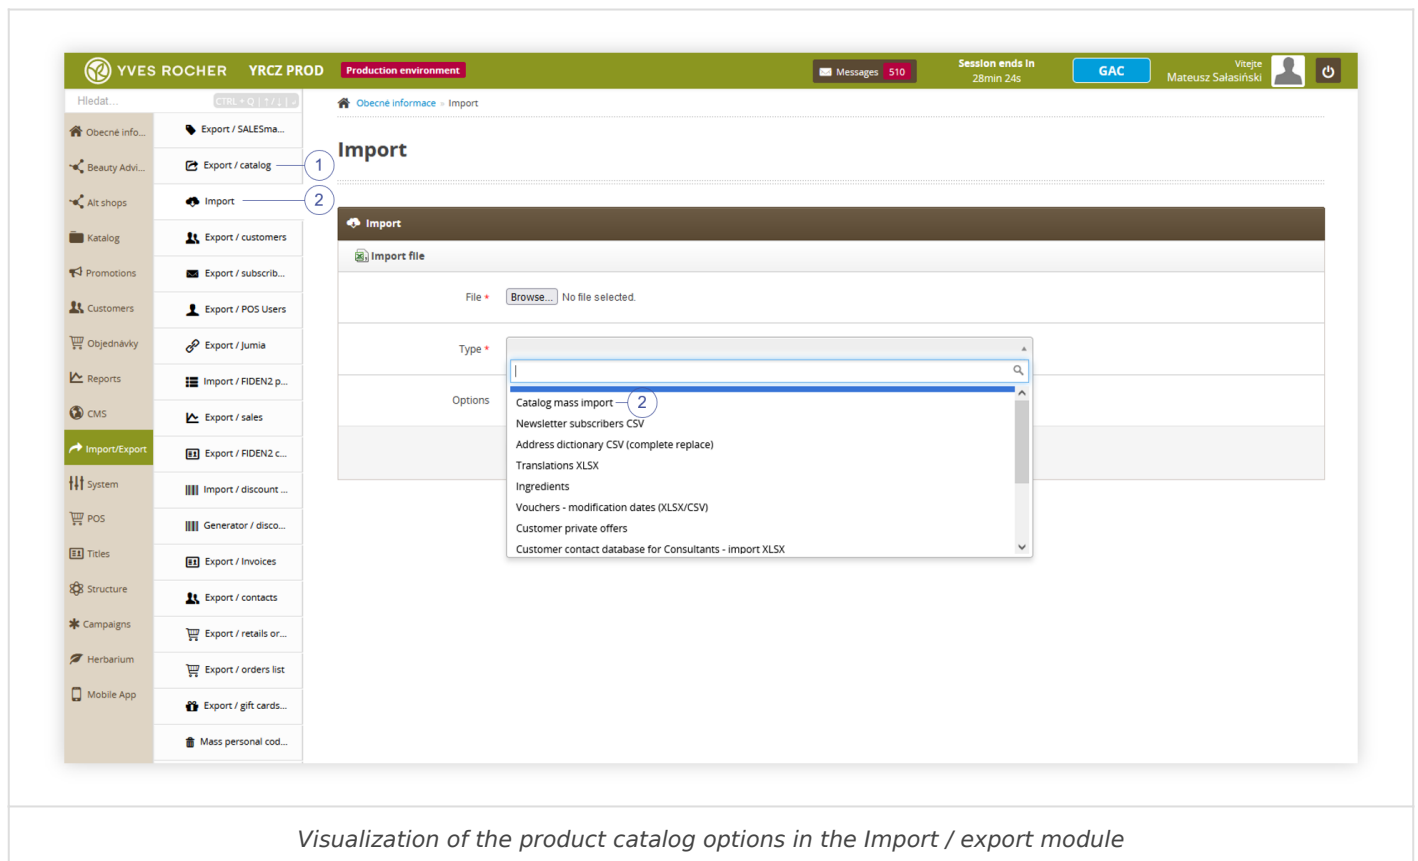 YVES ROCHER YRCZ PROD Production environment Messages 510 Session ends in 28min 24s GAC Vítejte Mateusz Sałasiński
Hledat... CTRL + Q | ↑ / ↓ |
Obecné informace » Import
Import
Obecné info...
Beauty Advi...
Alt shops
Katalog
Promotions
Customers
Objednávky
Reports
CMS
Import/Export
System
POS
Titles
Structure
Campaigns
Herbarium
Mobile App
Export / SALESma...
Export / catalog 1
Import 2
Export / customers
Export / subscrib...
Export / POS Users
Export / Jumia
Import / FIDEN2 p...
Export / sales
Export / FIDEN2 c...
Import / discount ...
Generator / disco...
Export / Invoices
Export / contacts
Export / retails or...
Export / orders list
Export / gift cards...
Mass personal cod...
Import
Import file
File * Browse... No file selected.
Type *
Options
Catalog mass import 2
Newsletter subscribers CSV
Address dictionary CSV (complete replace)
Translations XLSX
Ingredients
Vouchers - modification dates (XLSX/CSV)
Customer private offers
Customer contact database for Consultants - import XLSX
Visualization of the product catalog options in the Import / export module